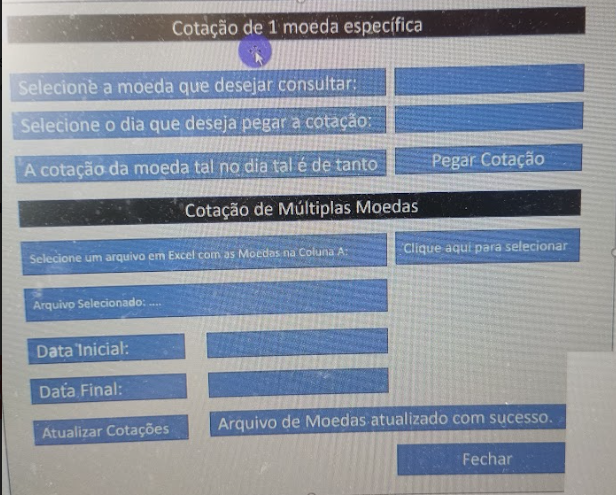 Cotação de 1 moeda específica
Selecione a moeda que desejar consultar:
Selecione o dia que deseja pegar a cotação:
A cotação da moeda tal no dia tal é de tanto
Pegar Cotação
Cotação de Múltiplas Moedas
Selecione um arquivo em Excel com as Moedas na Coluna A:
Clique aqui para selecionar
Arquivo Selecionado: ....
Data Inicial:
Data Final:
Atualizar Cotações
Arquivo de Moedas atualizado com sucesso.
Fechar